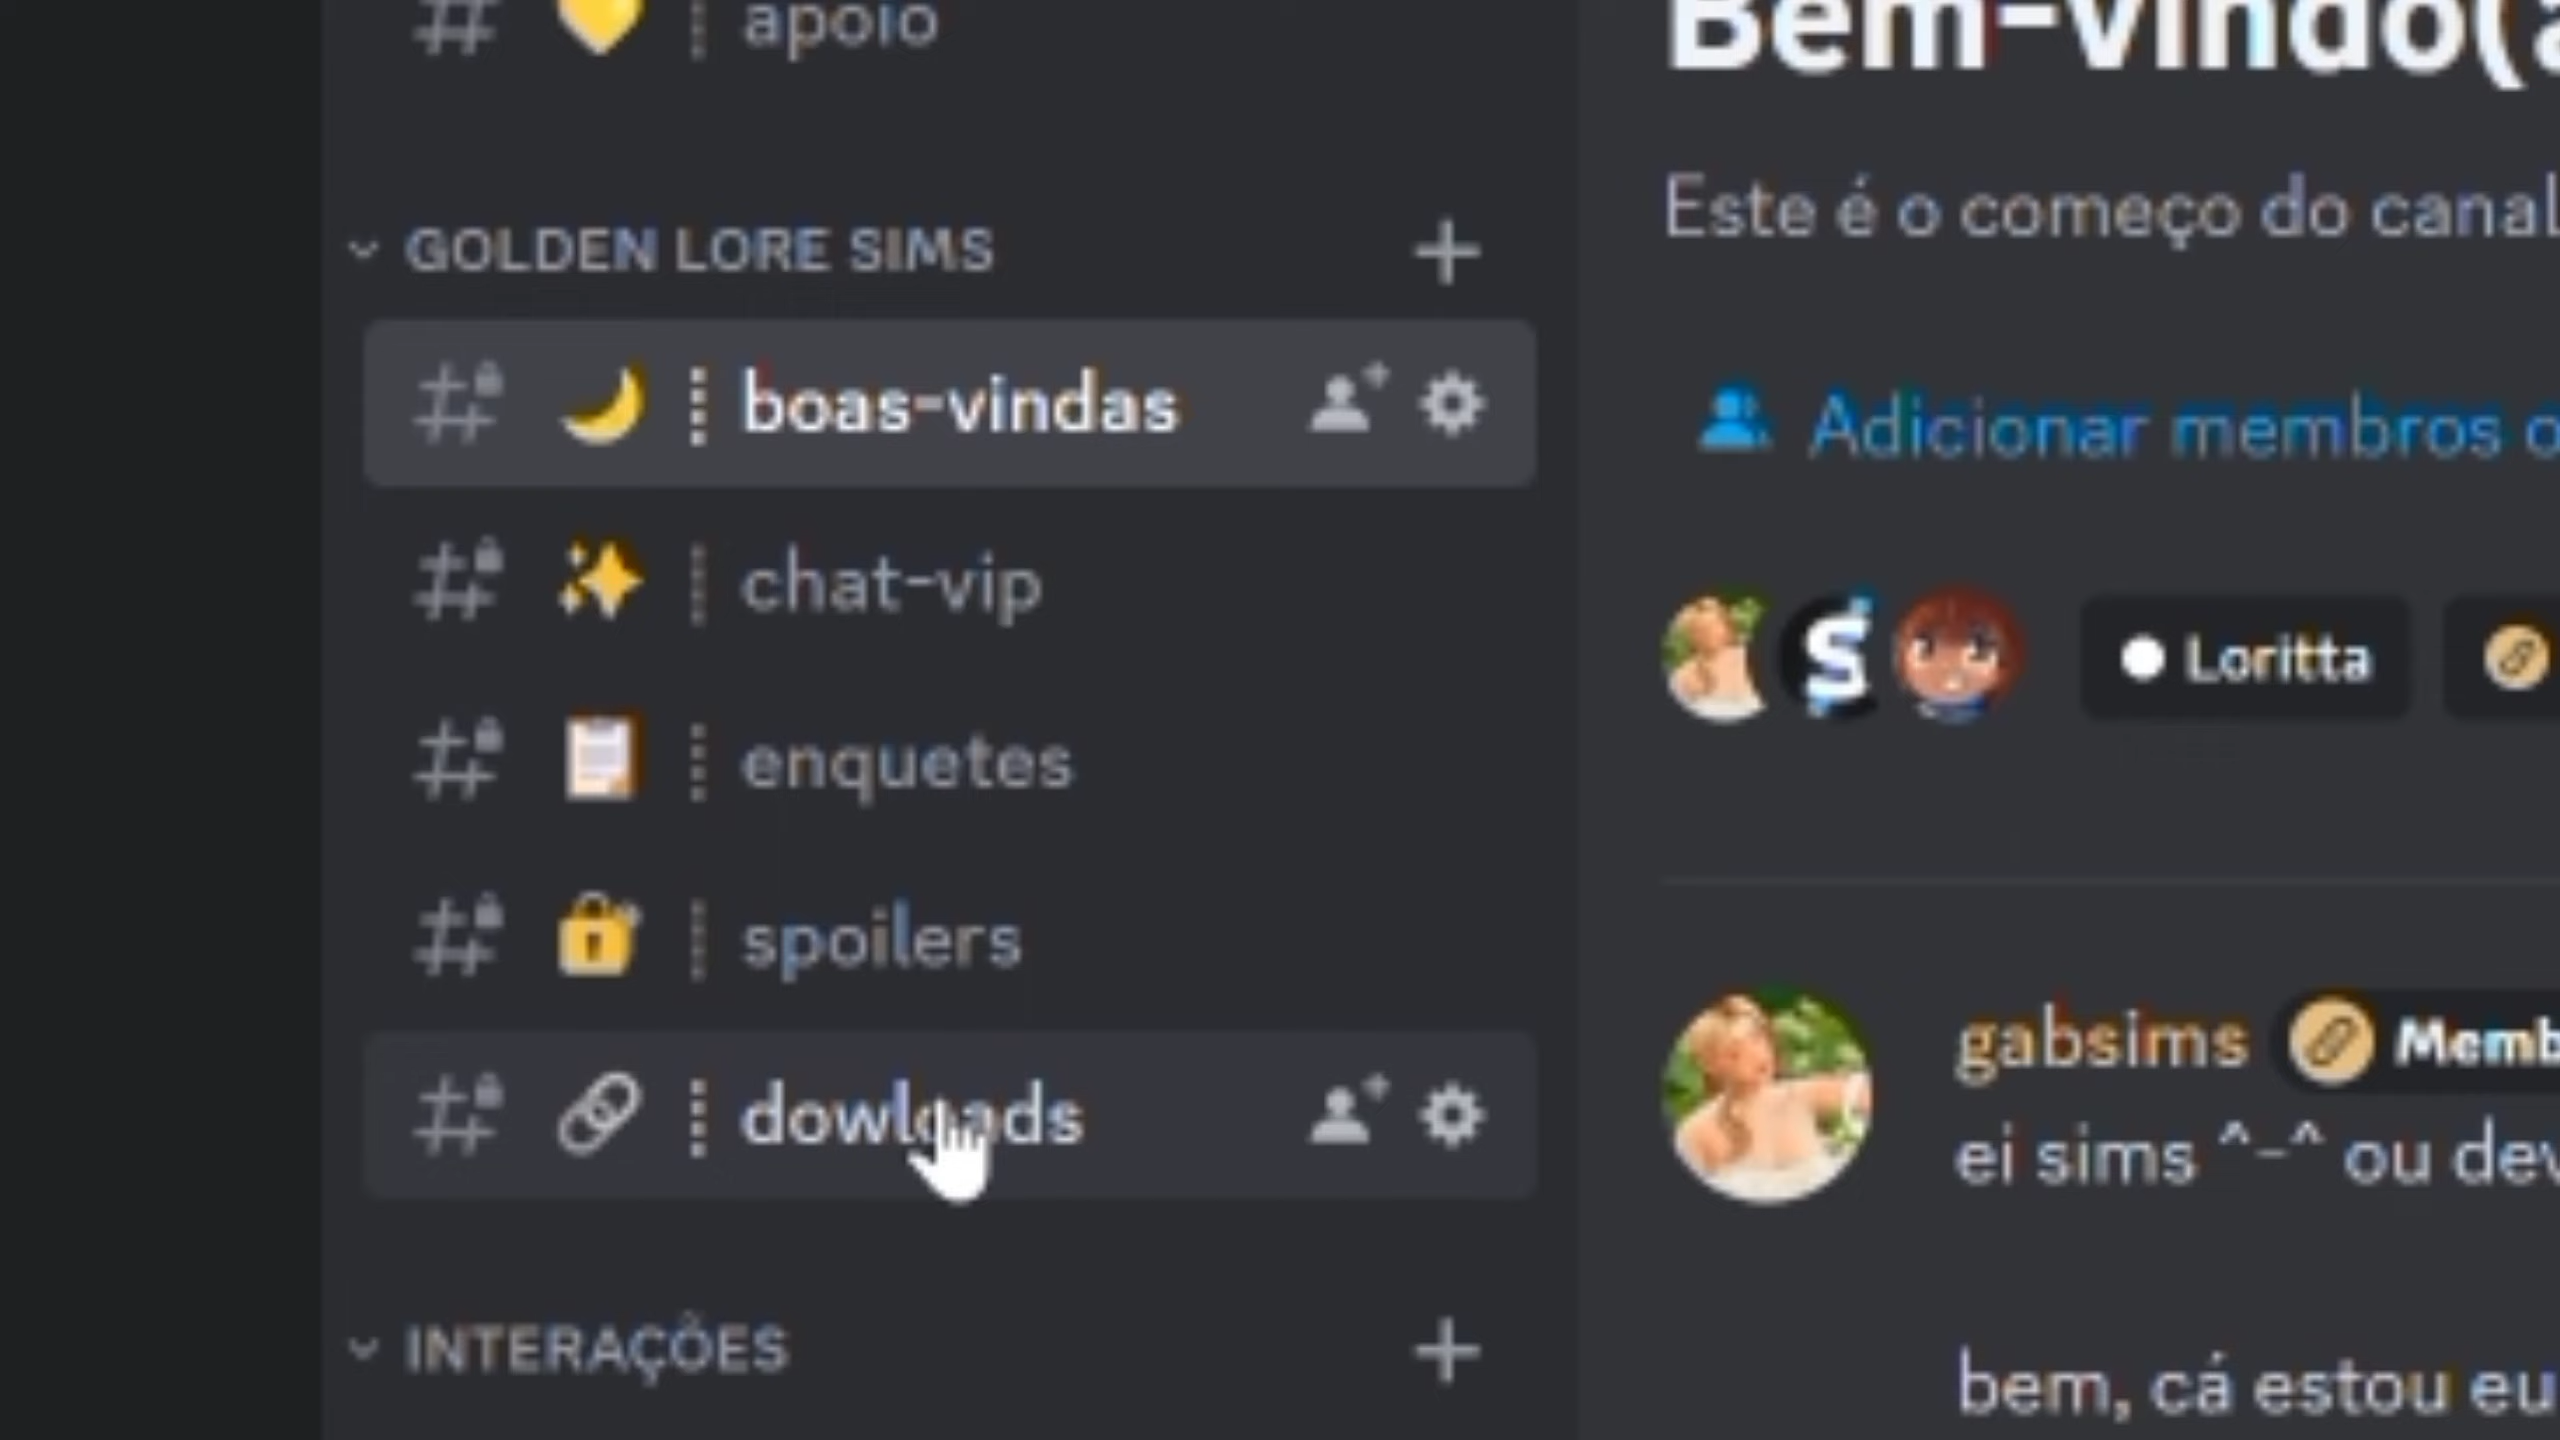 apoio
GOLDEN LORE SIMS
boas-vindas
chat-vip
enquetes
spoilers
dowloads
INTERAÇÕES
Bem-vindo(a
Este é o começo do canal
Adicionar membros o
S
Loritta
gabsims Memb
ei sims ^-^ ou dev
bem, cá estou eu